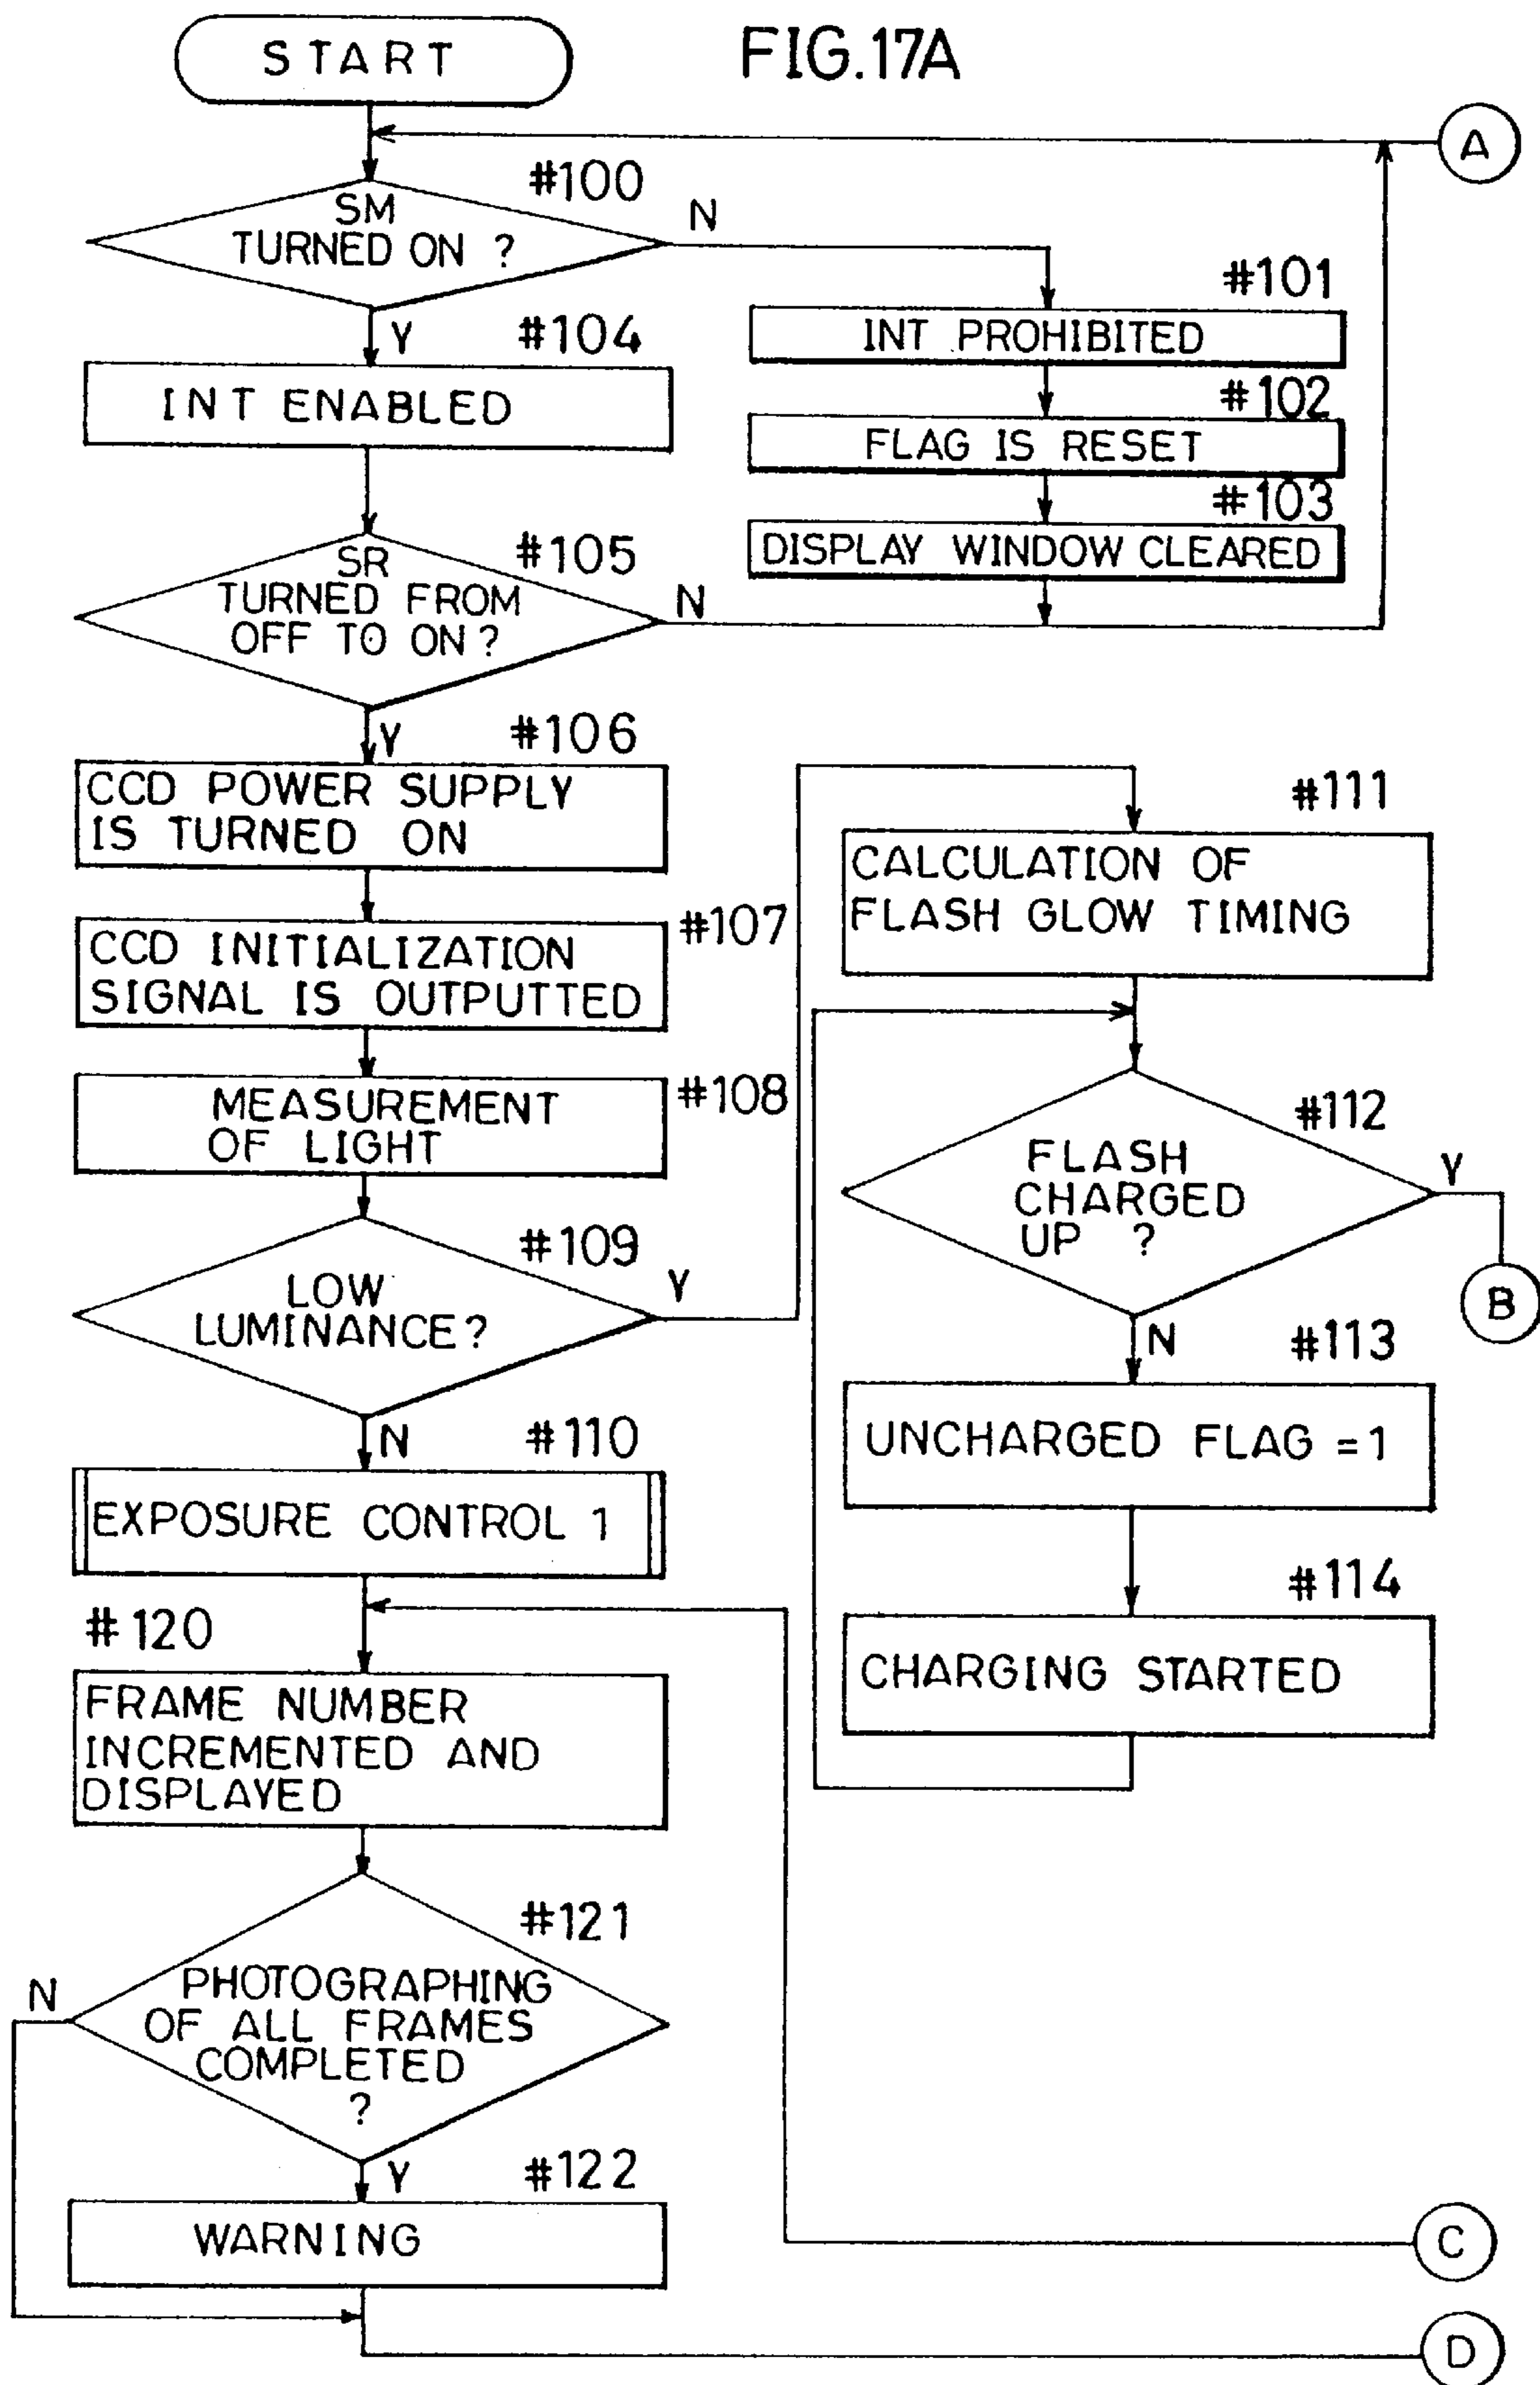 START
FIG.17A
A
#100
SM
TURNED ON ?
N
Y
#101
INT PROHIBITED
#102
FLAG IS RESET
#103
DISPLAY WINDOW CLEARED
#104
INT ENABLED
#105
SR
TURNED FROM
OFF TO ON ?
N
Y
#106
CCD POWER SUPPLY
IS TURNED ON
#107
CCD INITIALIZATION
SIGNAL IS OUTPUTTED
#108
MEASUREMENT
OF LIGHT
#109
LOW
LUMINANCE?
Y
N
#110
EXPOSURE CONTROL 1
#111
CALCULATION OF
FLASH GLOW TIMING
#112
FLASH
CHARGED
UP ?
Y
B
N
#113
UNCHARGED FLAG = 1
#114
CHARGING STARTED
#120
FRAME NUMBER
INCREMENTED AND
DISPLAYED
#121
PHOTOGRAPHING
OF ALL FRAMES
COMPLETED
?
N
Y
#122
WARNING
C
D